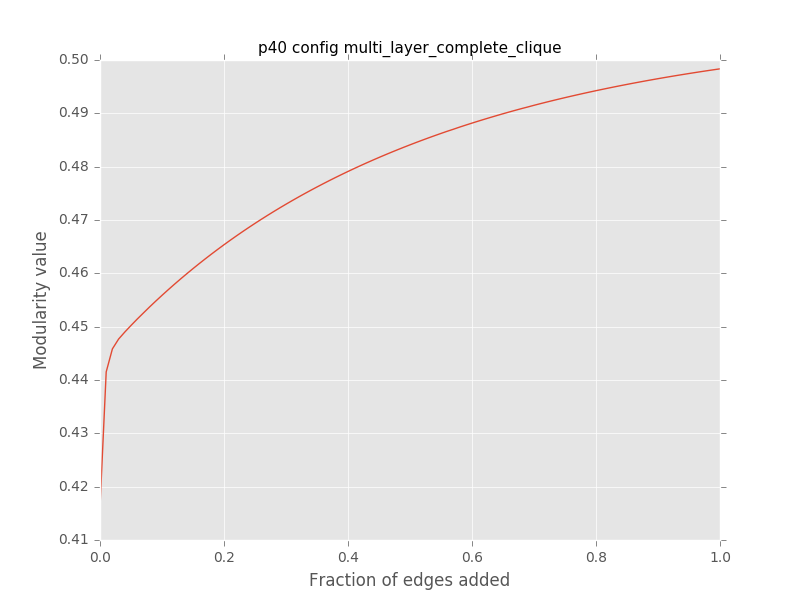 p40 config multi_layer_complete_clique
0.50
0.49
0.48
0.47
0.46
0.45
0.44
0.43
0.42
0.41
Modularity value
0.0 0.2 0.4 0.6 0.8 1.0
Fraction of edges added